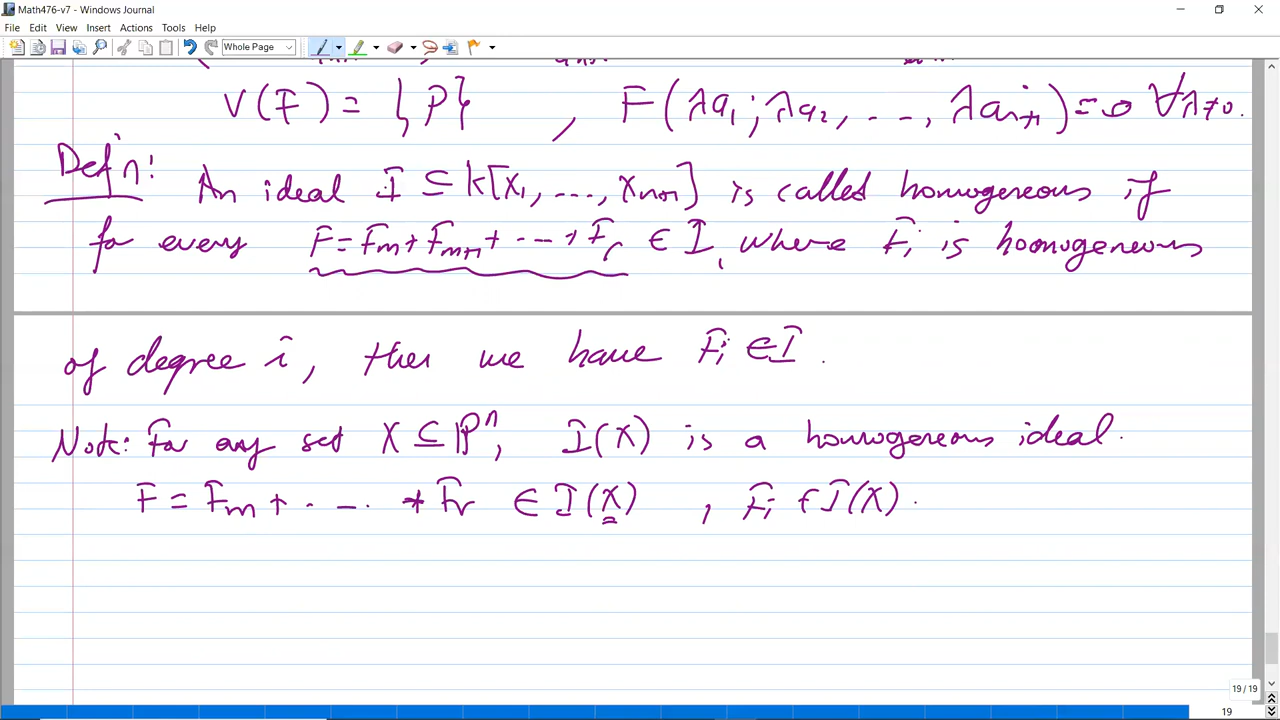 Math476-v7 - Windows Journal
File Edit View Insert Actions Tools Help
Whole Page
V(F) = {P} , F(λa1, λa2, ..., λan+1) = 0 ∀λ≠0.
Def'n: An ideal I ⊆ k[x1, ..., xn+1] is called homogeneous if
for every F = Fm + Fm+1 + ... + Fr ∈ I, where Fi is homogeneous
of degree i, then we have Fi ∈ I.
Note: For any set X ⊆ ℙ^n, I(X) is a homogeneous ideal.
F = Fm + ... + Fr ∈ I(X) , Fi ∈ I(X).
19 / 19
19